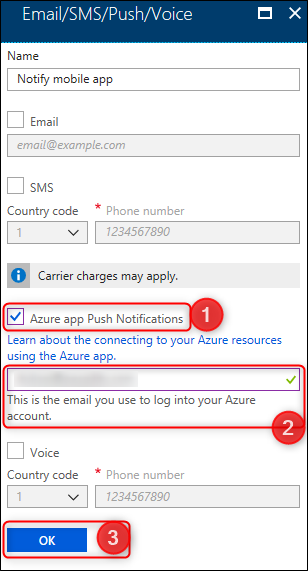 Email/SMS/Push/Voice
Name
Notify mobile app
Email
email@example.com
SMS
Country code
* Phone number
1
1234567890
Carrier charges may apply.
Azure app Push Notifications
1
Learn about the connecting to your Azure resources
using the Azure app.
This is the email you use to log into your Azure
account.
2
Voice
Country code
* Phone number
1
1234567890
OK
3